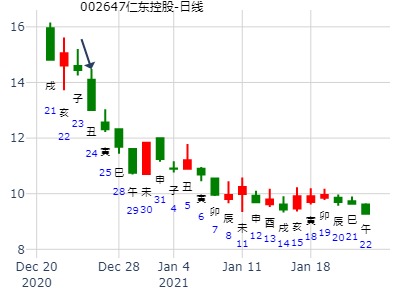 002647仁东控股-日线
16
14
12
10
8
戌
21
亥
22
子
23
丑
24
寅
25
巳
28
午
29
未
30
申
31
子
4
丑
5
寅
6
卯
7
辰
8
未
11
申
12
酉
13
戌
14
亥
15
寅
18
卯
19
辰
20
巳
21
午
22
Dec 20
2020
Dec 28
Jan 4
2021
Jan 11
Jan 18